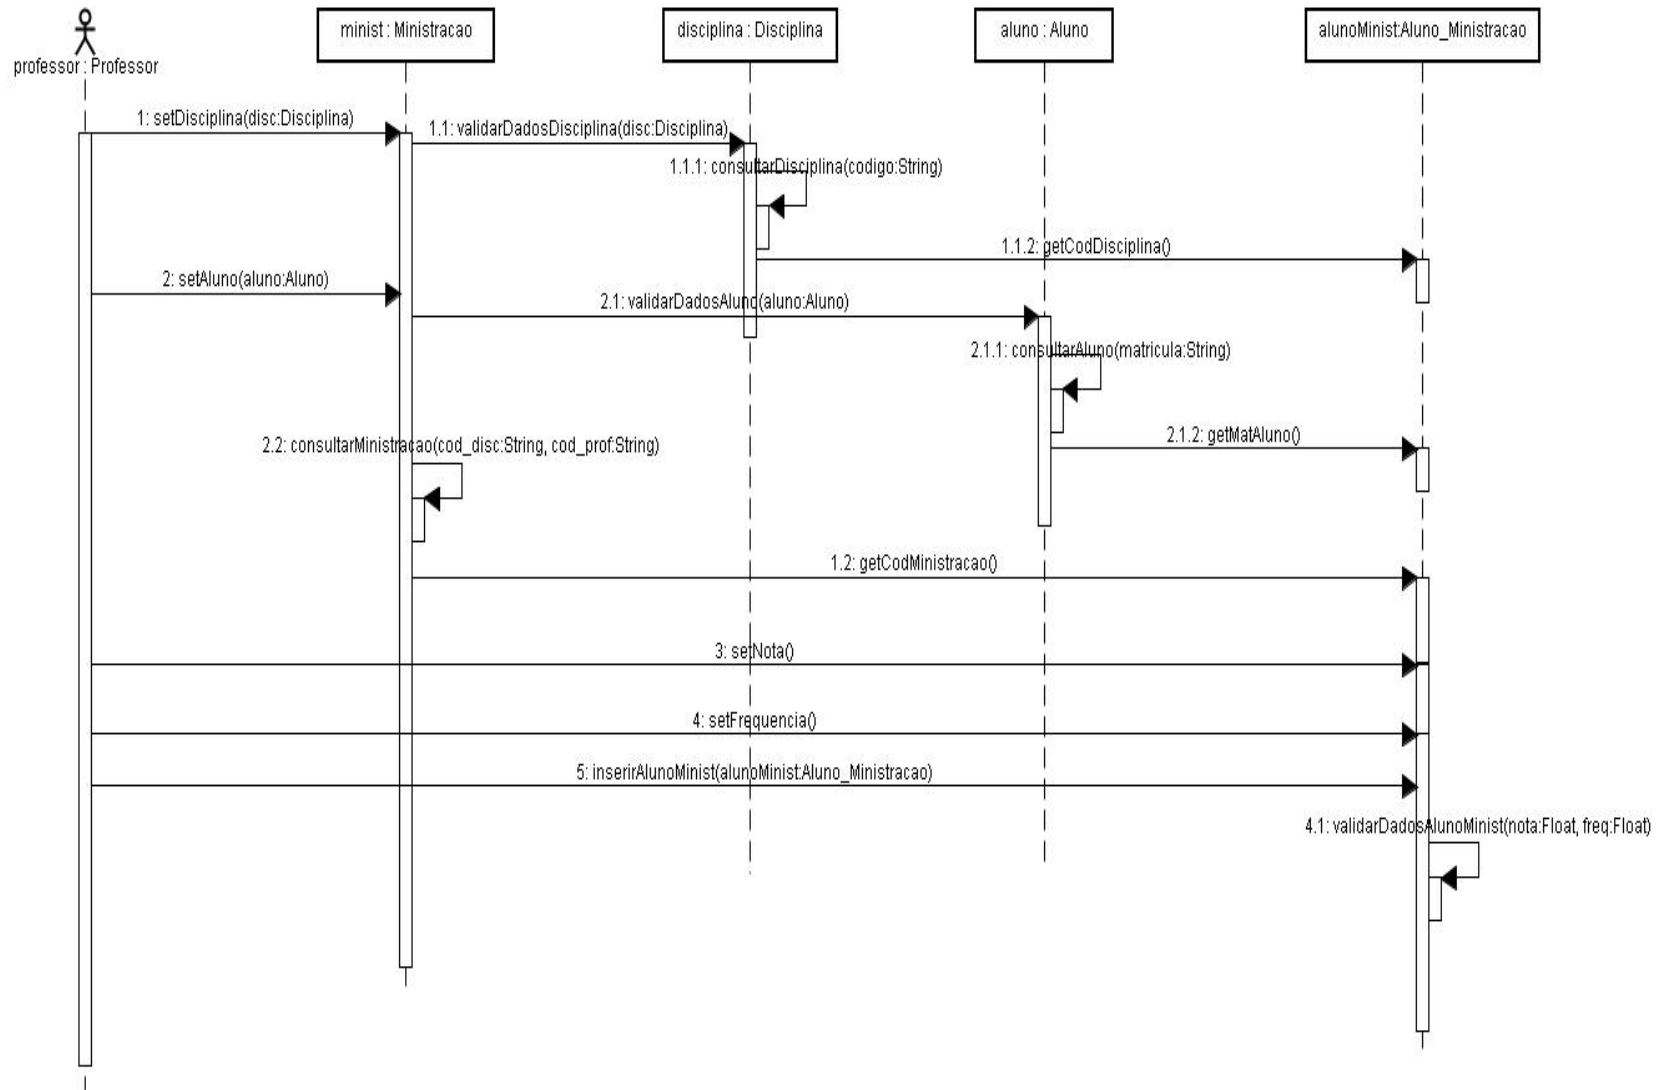 professor : Professor
minist : Ministracao
disciplina : Disciplina
aluno : Aluno
alunoMinist:Aluno_Ministracao
1: setDisciplina(disc:Disciplina)
1.1: validarDadosDisciplina(disc:Disciplina)
1.1.1: consultarDisciplina(codigo:String)
1.1.2: getCodDisciplina()
2: setAluno(aluno:Aluno)
2.1: validarDadosAluno(aluno:Aluno)
2.1.1: consultarAluno(matricula:String)
2.1.2: getMatAluno()
2.2: consultarMinistracao(cod_disc:String, cod_prof:String)
1.2: getCodMinistracao()
3: setNota()
4: setFrequencia()
5: inserirAlunoMinist(alunoMinist:Aluno_Ministracao)
4.1: validarDadosAlunoMinist(nota:Float, freq:Float)